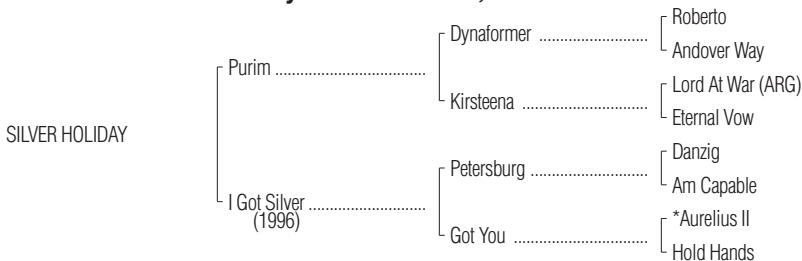 Roberto
Dynaformer ....................
Andover Way
Purim ............................
Lord At War (ARG)
Kirsteena .......................
Eternal Vow
SILVER HOLIDAY
Danzig
Petersburg ......................
Am Capable
I Got Silver ......................
(1996)
*Aurelius II
Got You .........................
Hold Hands